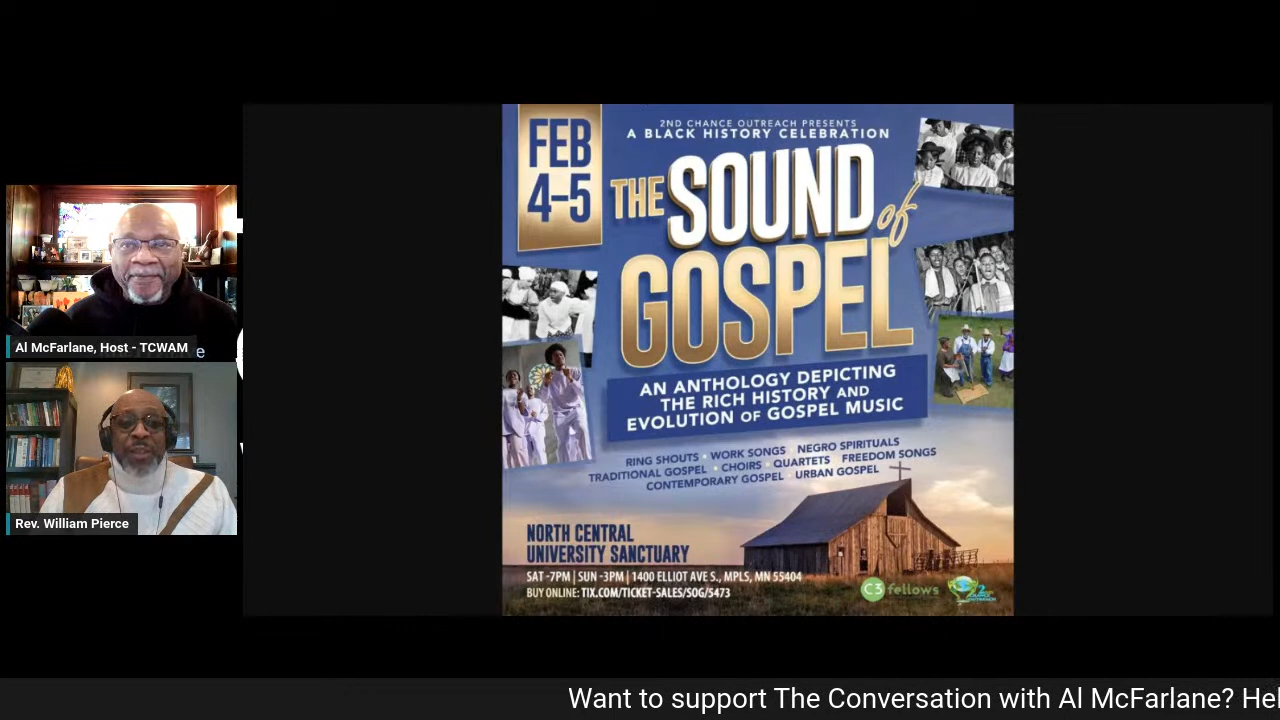 Al McFarlane, Host - TCWAM
e
Rev. William Pierce
FEB
4-5
2ND CHANCE OUTREACH PRESENTS
A BLACK HISTORY CELEBRATION
THE SOUND of
GOSPEL
AN ANTHOLOGY DEPICTING
THE RICH HISTORY AND
EVOLUTION OF GOSPEL MUSIC
RING SHOUTS • WORK SONGS • NEGRO SPIRITUALS
TRADITIONAL GOSPEL • CHOIRS • QUARTETS • FREEDOM SONGS
CONTEMPORARY GOSPEL • URBAN GOSPEL
NORTH CENTRAL
UNIVERSITY SANCTUARY
SAT -7PM | SUN -3PM | 1400 ELLIOT AVE S., MPLS, MN 55404
BUY ONLINE: TIX.COM/TICKET-SALES/SOG/5473
C3 fellows
Want to support The Conversation with Al McFarlane? Hel